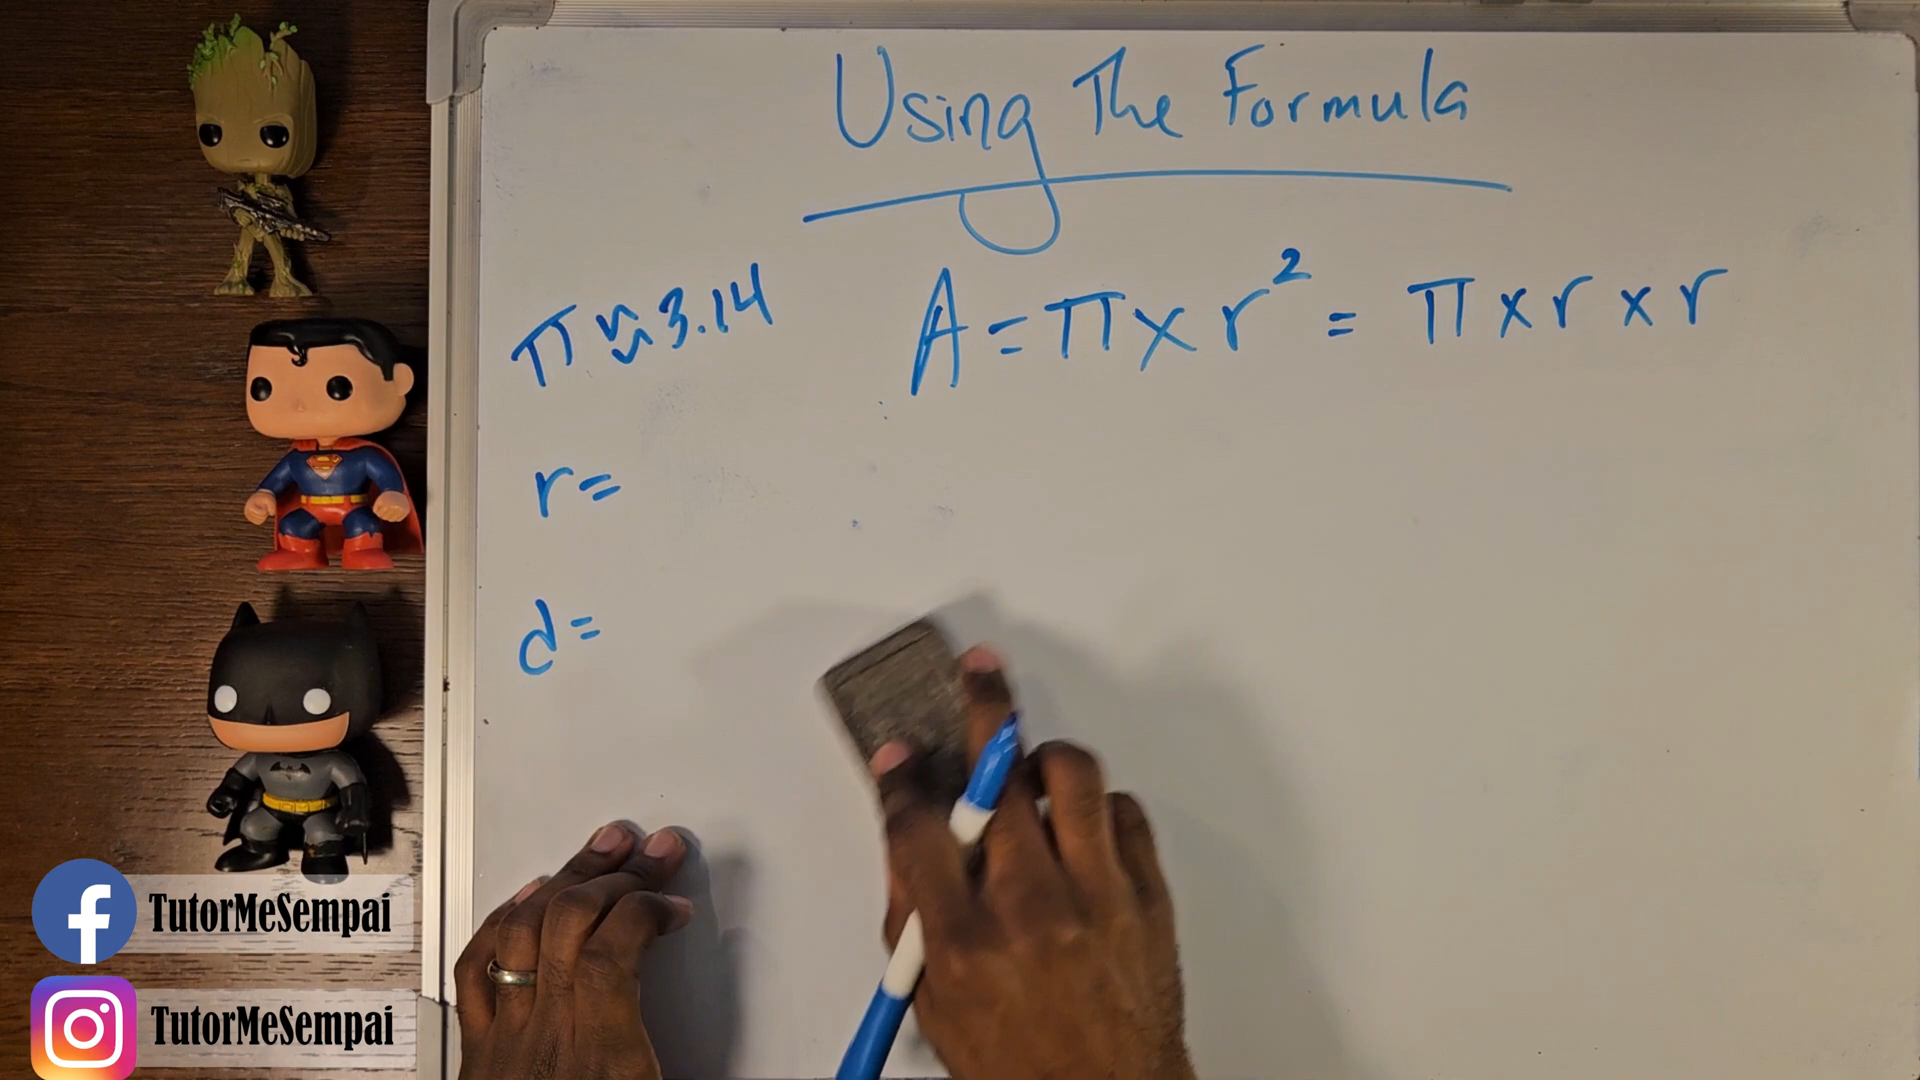 Using The Formula
π ≈ 3.14
A = π × r² = π × r × r
r =
d =
TutorMeSempai
TutorMeSempai